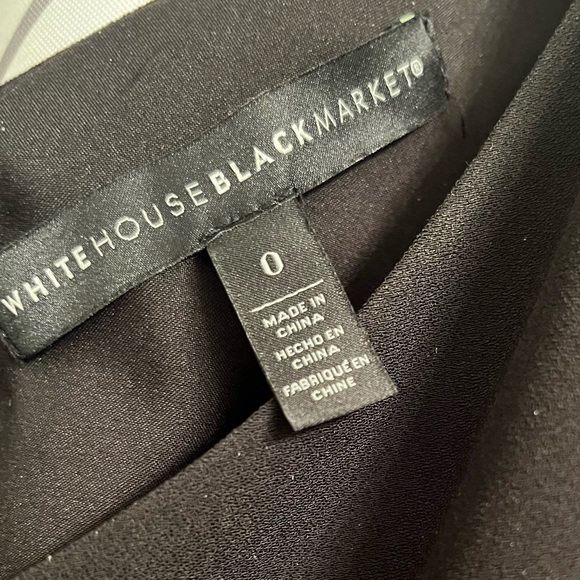 WHITEHOUSEBLACKMARKET®
0
MADE IN
CHINA
HECHO EN
CHINA
FABRIQUÉ EN
CHINE